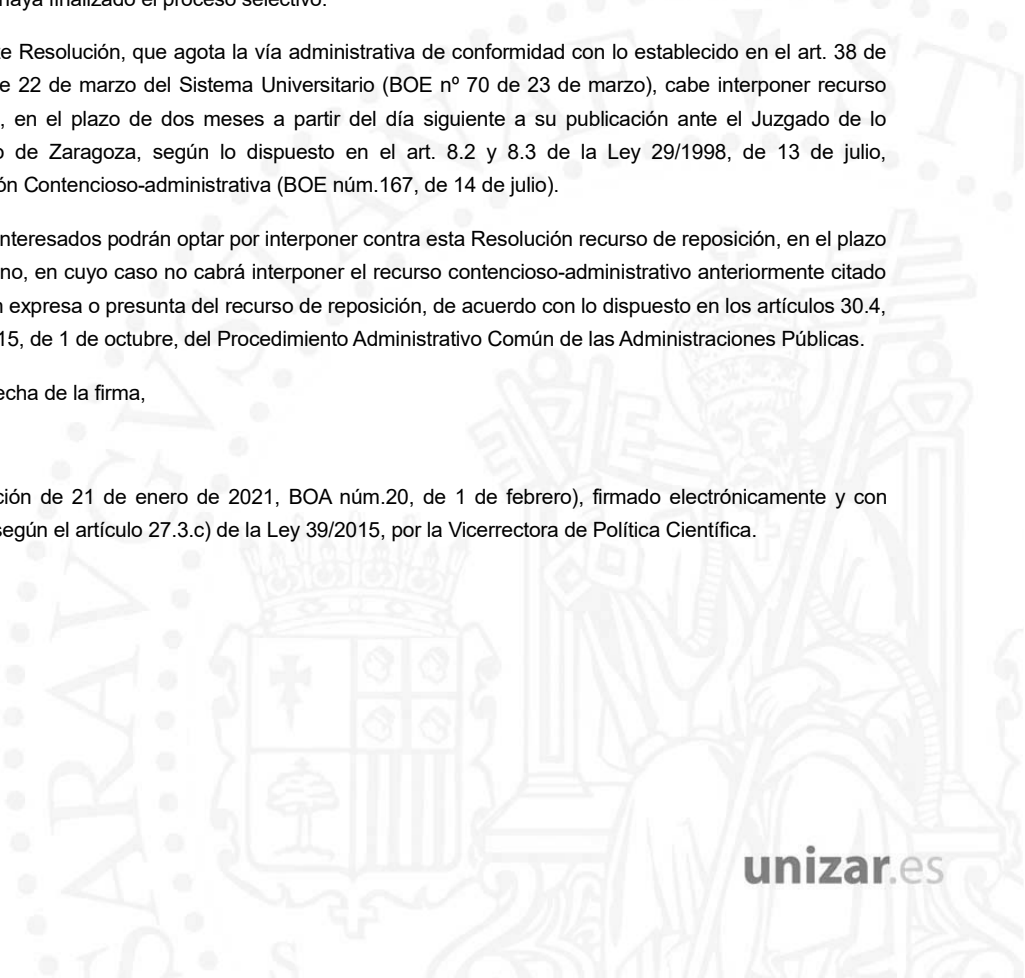 haya finalizado el proceso selectivo.
te Resolución, que agota la vía administrativa de conformidad con lo establecido en el art. 38 de
e 22 de marzo del Sistema Universitario (BOE nº 70 de 23 de marzo), cabe interponer recurso
, en el plazo de dos meses a partir del día siguiente a su publicación ante el Juzgado de lo
o de Zaragoza, según lo dispuesto en el art. 8.2 y 8.3 de la Ley 29/1998, de 13 de julio,
ón Contencioso-administrativa (BOE núm.167, de 14 de julio).
nteresados podrán optar por interponer contra esta Resolución recurso de reposición, en el plazo
no, en cuyo caso no cabrá interponer el recurso contencioso-administrativo anteriormente citado
n expresa o presunta del recurso de reposición, de acuerdo con lo dispuesto en los artículos 30.4,
15, de 1 de octubre, del Procedimiento Administrativo Común de las Administraciones Públicas.
echa de la firma,
ción de 21 de enero de 2021, BOA núm.20, de 1 de febrero), firmado electrónicamente y con
según el artículo 27.3.c) de la Ley 39/2015, por la Vicerrectora de Política Científica.
unizar.es